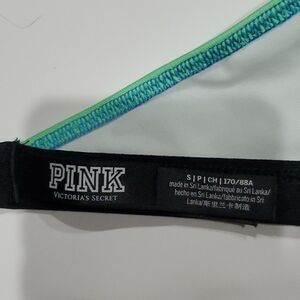 PINK
VICTORIA'S SECRET
S | P | CH | 170/88A
made in Sri Lanka/fabriqué au Sri Lanka/
hecho en Sri Lanka/fabbricato in Sri
Lanka/斯里兰卡制造